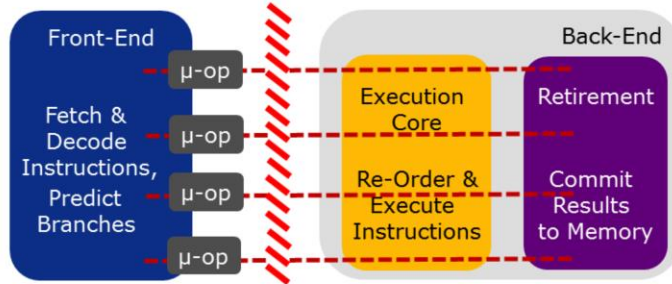 Front-End
Fetch &
Decode
Instructions,
Predict
Branches
μ-op
μ-op
μ-op
μ-op
Back-End
Execution
Core
Re-Order &
Execute
Instructions
Retirement
Commit
Results
to Memory